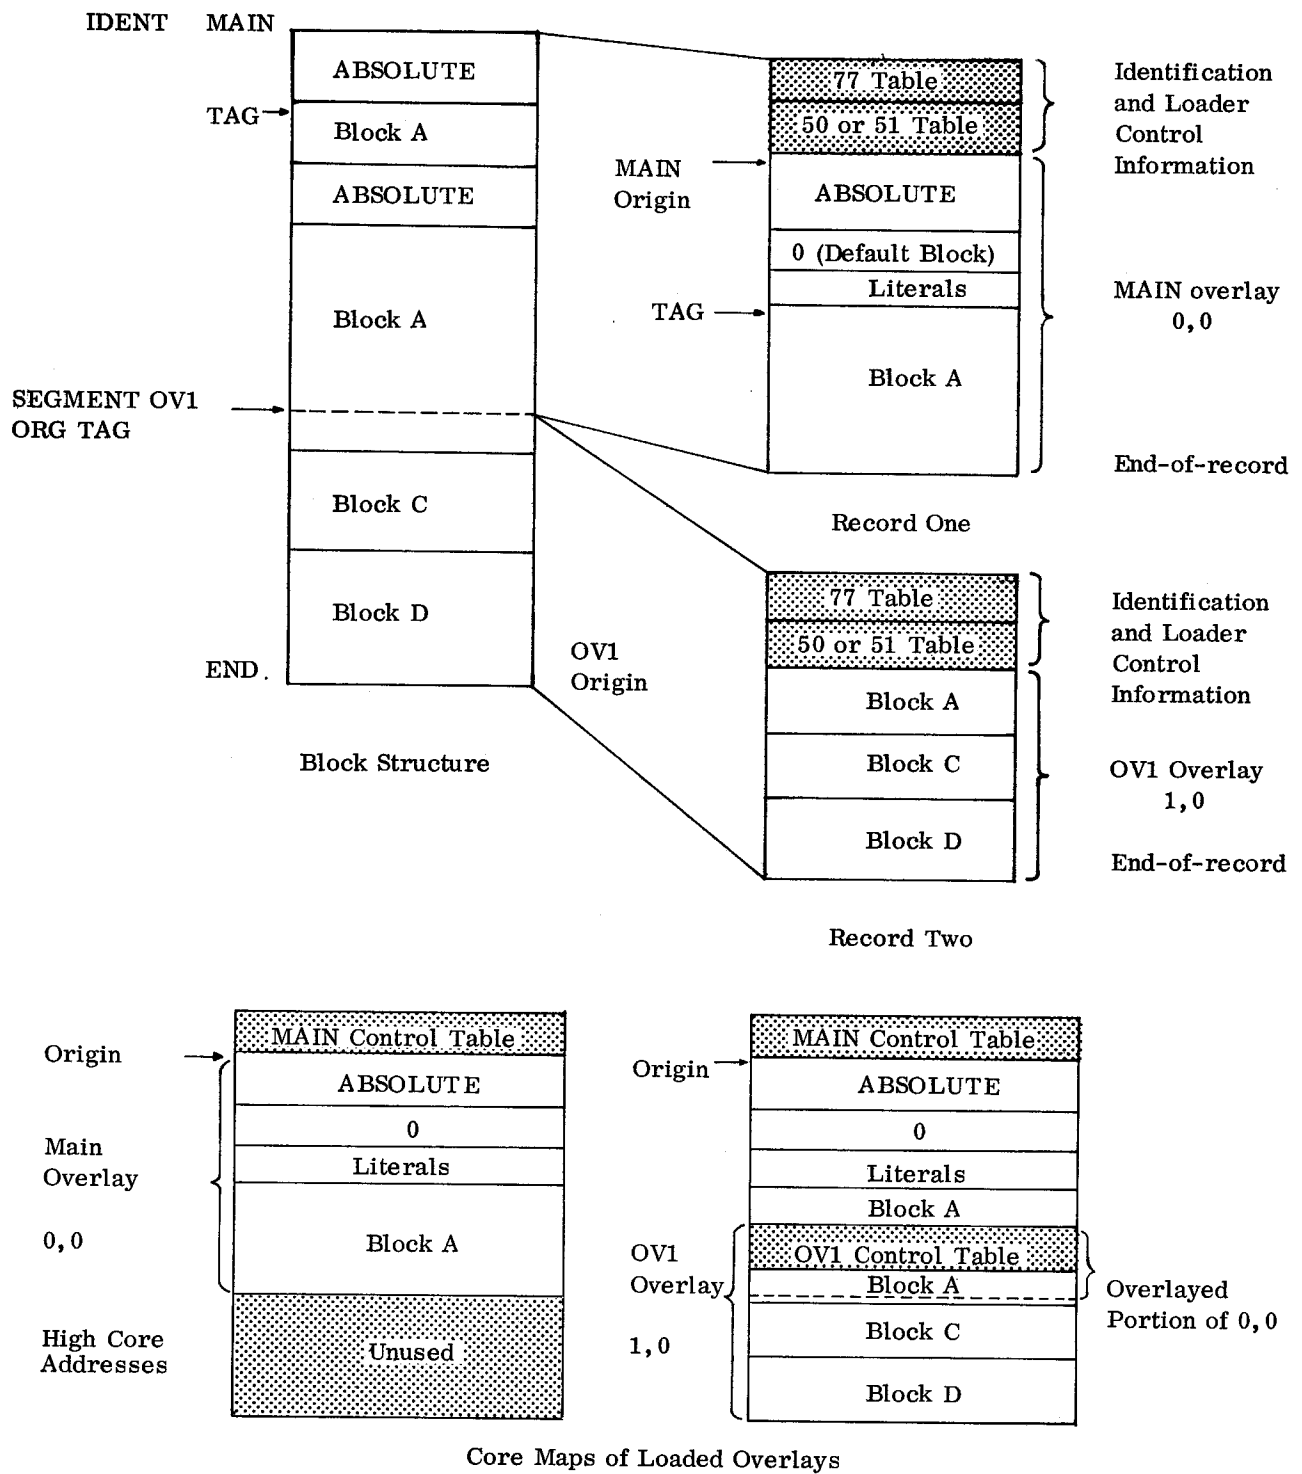 IDENT MAIN
ABSOLUTE
TAG
Block A
ABSOLUTE
Block A
SEGMENT OV1
ORG TAG
Block C
Block D
END.
Block Structure
77 Table
50 or 51 Table
MAIN
Origin
ABSOLUTE
0 (Default Block)
Literals
TAG
Block A
Record One
Identification
and Loader
Control
Information
MAIN overlay
0,0
End-of-record
77 Table
50 or 51 Table
OV1
Origin
Block A
Block C
Block D
Record Two
Identification
and Loader
Control
Information
OV1 Overlay
1,0
End-of-record
MAIN Control Table
Origin
ABSOLUTE
0
Main
Overlay
Literals
0,0
Block A
High Core
Addresses
Unused
MAIN Control Table
Origin
ABSOLUTE
0
Literals
Block A
OV1
Overlay
1,0
OV1 Control Table
Block A
Overlayed
Portion of 0,0
Block C
Block D
Core Maps of Loaded Overlays